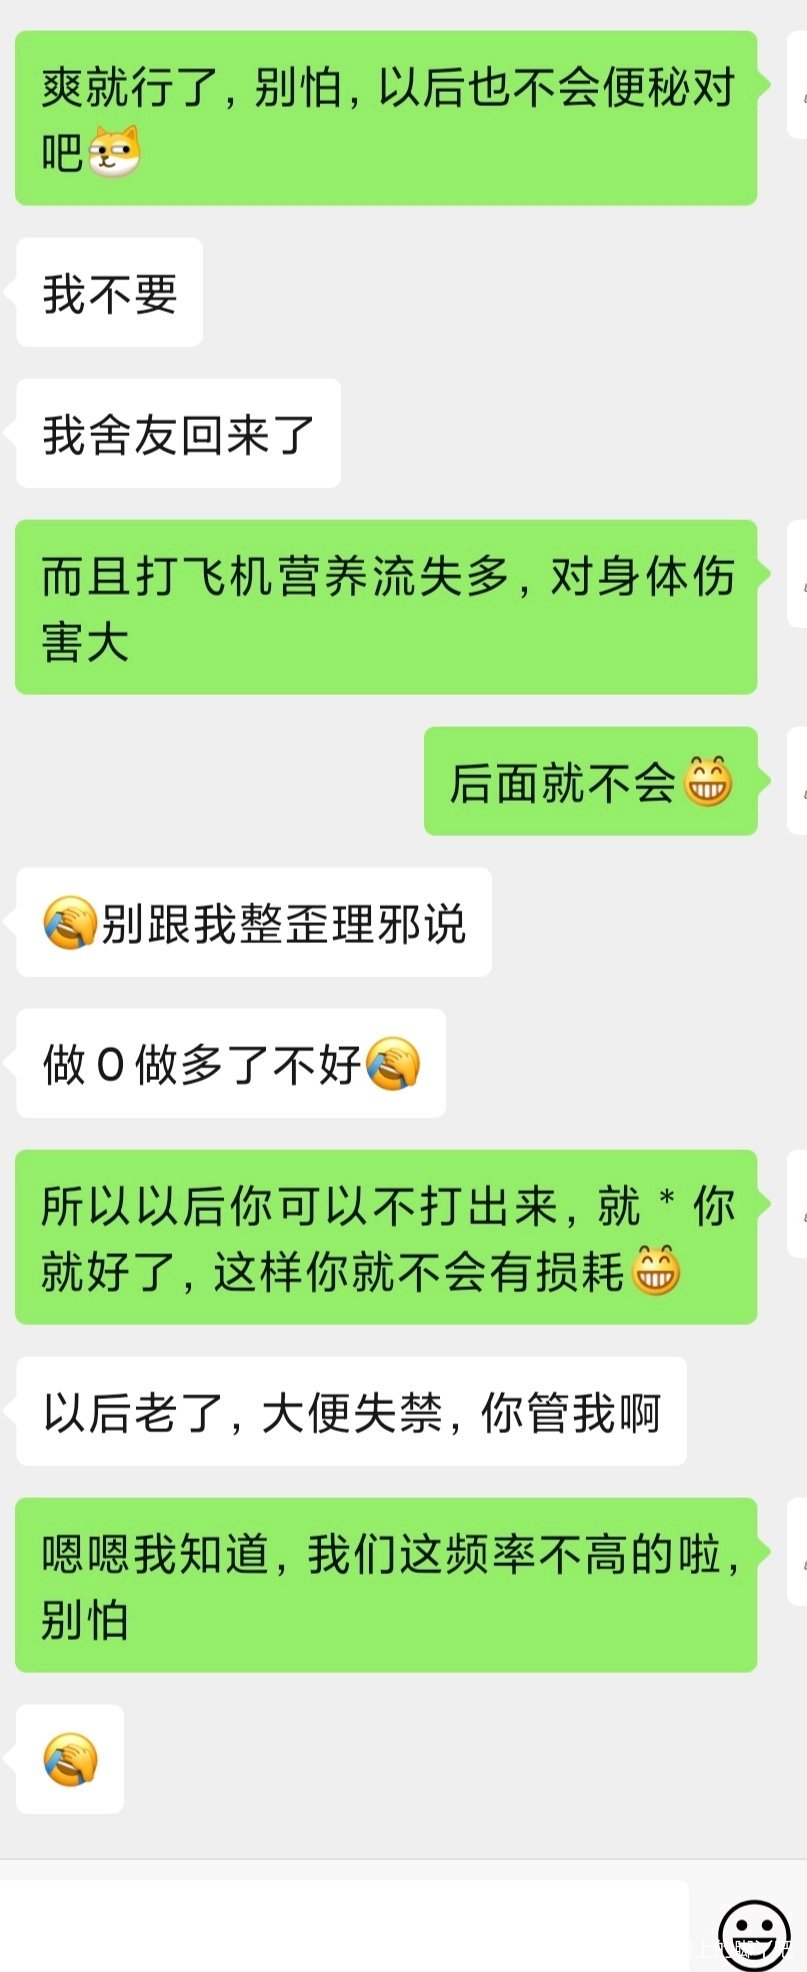 爽就行了，别怕，以后也不会便秘对
吧
我不要
我舍友回来了
而且打飞机营养流失多，对身体伤
害大
后面就不会
别跟我整歪理邪说
做0做多了不好
所以以后你可以不打出来，就*你
就好了，这样你就不会有损耗
以后老了，大便失禁，你管我啊
嗯嗯我知道，我们这频率不高的啦，
别怕